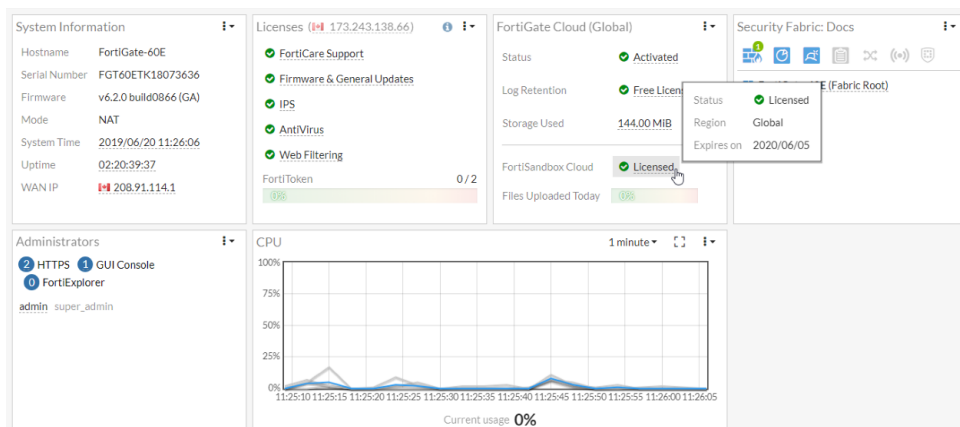 System Information
Hostname FortiGate-60E
Serial Number FGT60ETK18073636
Firmware v6.2.0 build0866 (GA)
Mode NAT
System Time 2019/06/20 11:26:06
Uptime 02:20:39:37
WAN IP 208.91.114.1
Licenses (173.243.138.66)
FortiCare Support
Firmware & General Updates
IPS
AntiVirus
Web Filtering
FortiToken 0 / 2
0%
FortiGate Cloud (Global)
Status Activated
Log Retention Free
Storage Used 144.00 MiB
FortiSandbox Cloud Licensed
Files Uploaded Today 0%
Security Fabric: Docs
1
(Fabric Root)
Status Licensed
Region Global
Expires on 2020/06/05
Administrators
2 HTTPS 1 GUI Console
0 FortiExplorer
admin super_admin
CPU 1 minute
100%
75%
50%
25%
0%
11:25:10 11:25:15 11:25:20 11:25:25 11:25:30 11:25:35 11:25:40 11:25:45 11:25:50 11:25:55 11:26:00 11:26:05
Current usage 0%